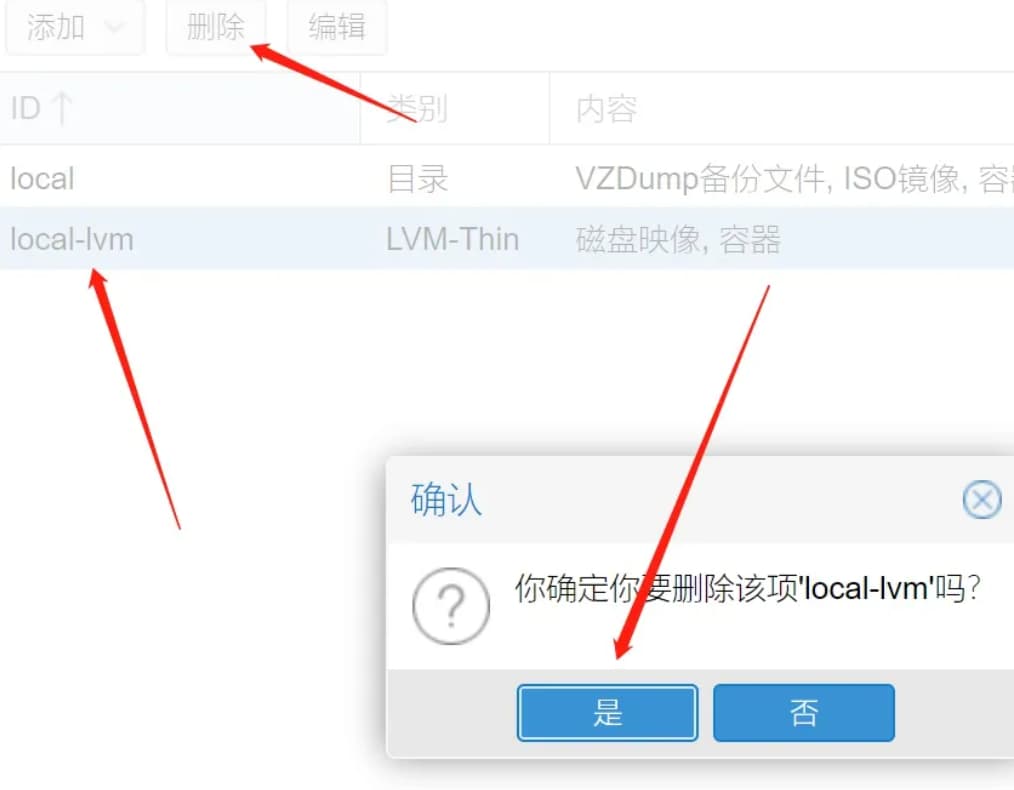 添加 删除 编辑
ID 类别 内容
local 目录 VZDump备份文件, ISO镜像, 容
local-lvm LVM-Thin 磁盘映像, 容器
确认
你确定你要删除该项'local-lvm'吗?
是 否